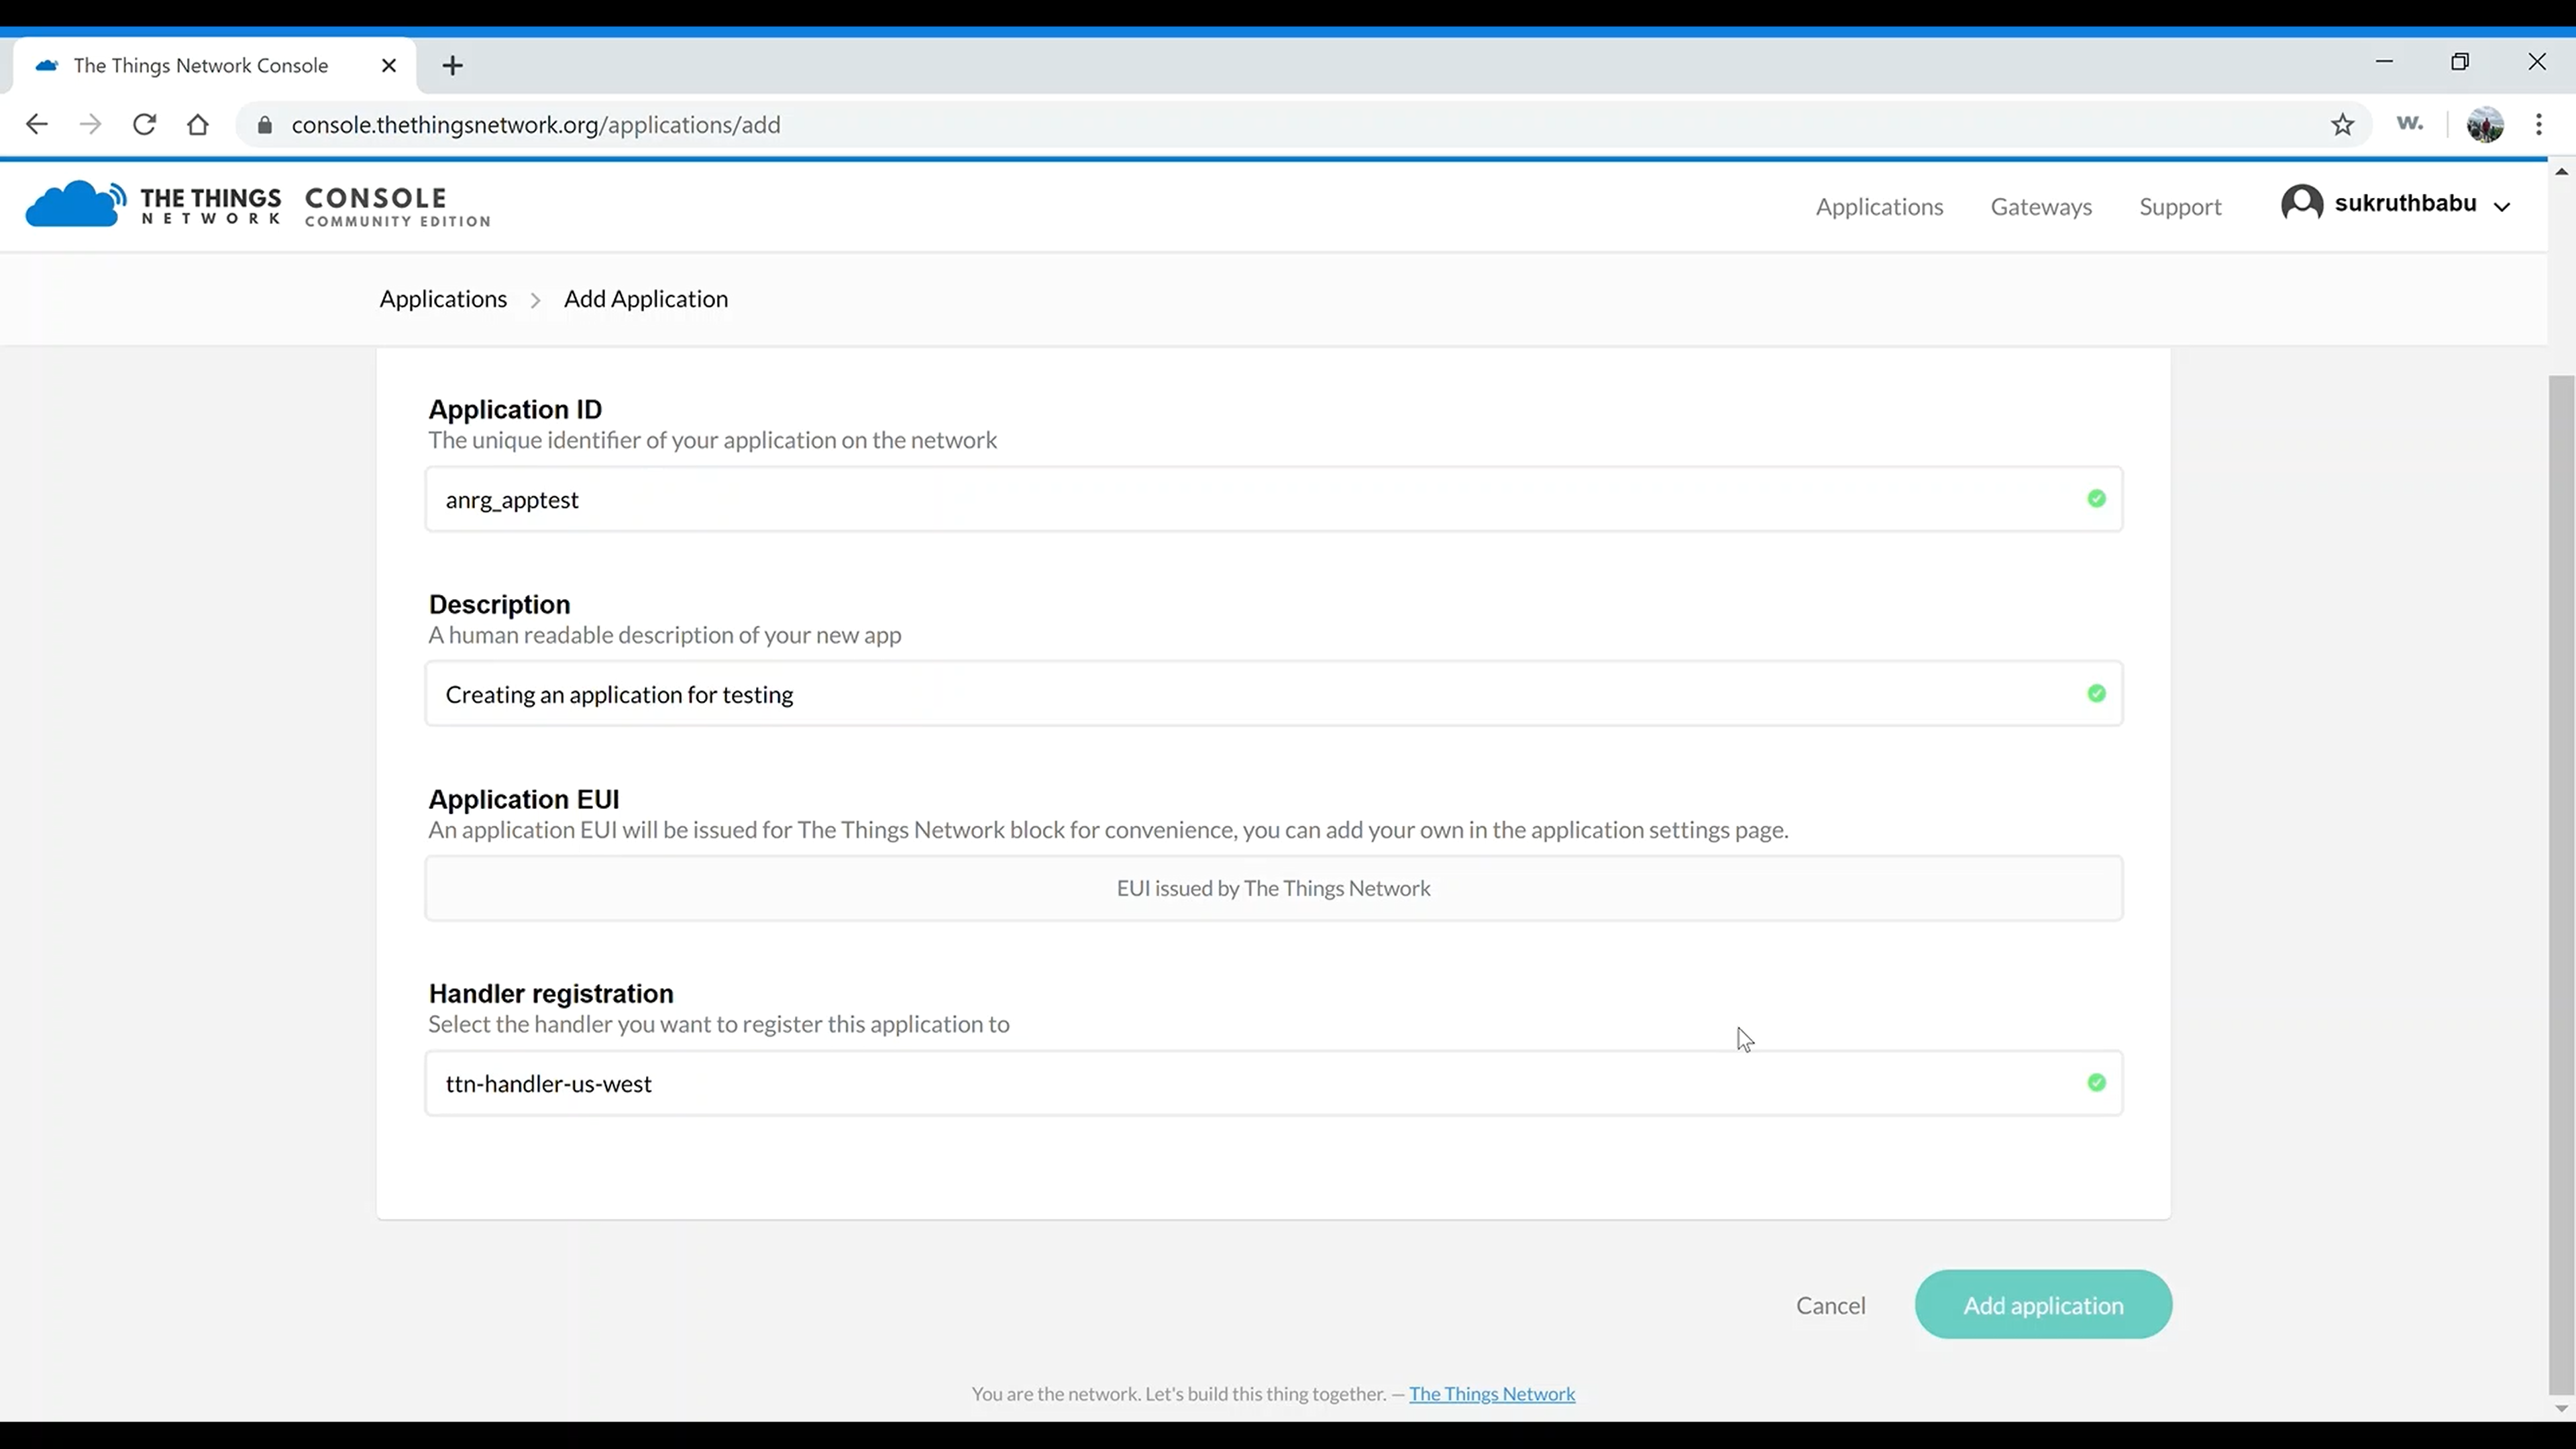 The Things Network Console
console.thethingsnetwork.org/applications/add
W.
THE THINGS
NETWORK
CONSOLE
COMMUNITY EDITION
Applications
Gateways
Support
sukruthbabu
Applications
Add Application
Application ID
The unique identifier of your application on the network
anrg_apptest
Description
A human readable description of your new app
Creating an application for testing
Application EUI
An application EUI will be issued for The Things Network block for convenience, you can add your own in the application settings page.
EUI issued by The Things Network
Handler registration
Select the handler you want to register this application to
ttn-handler-us-west
Cancel
Add application
You are the network. Let's build this thing together. — The Things Network